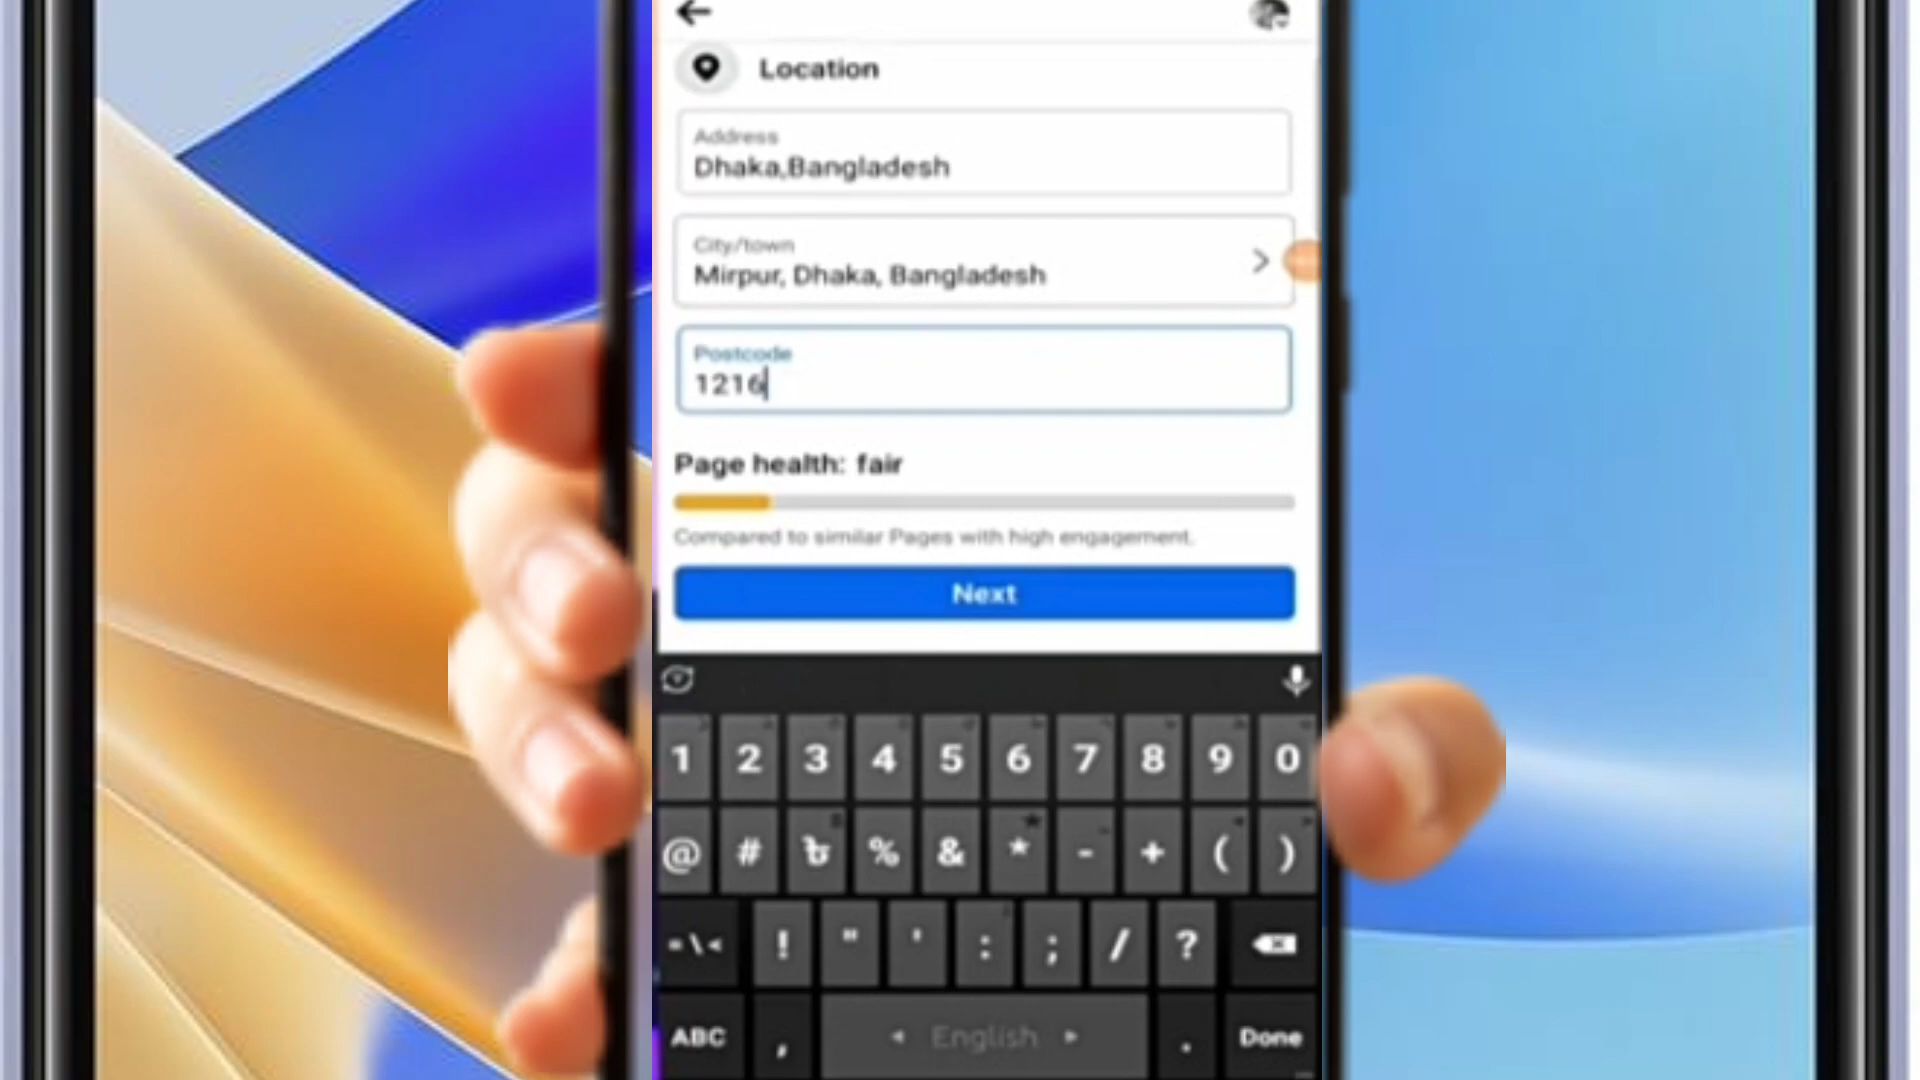 Location
Address
Dhaka,Bangladesh
City/town
Mirpur, Dhaka, Bangladesh
Postcode
1216
Page health: fair
Compared to similar Pages with high engagement.
Next
1 2 3 4 5 6 7 8 9 0
@ # ৳ % & * - + ( )
= \ < ! " ' : ; / ?
ABC , English . Done